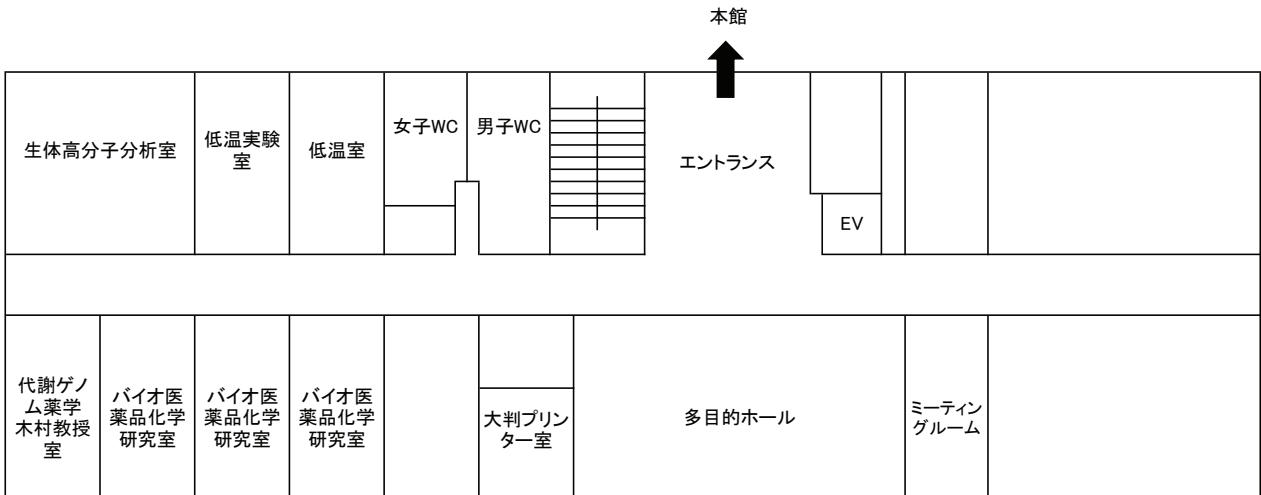 本館
生体高分子分析室
低温実験
室
低温室
女子WC
男子WC
エントランス
EV
代謝ゲノ
ム薬学
木村教授
室
バイオ医
薬品化学
研究室
バイオ医
薬品化学
研究室
バイオ医
薬品化学
研究室
大判プリン
ター室
多目的ホール
ミーティン
グルーム